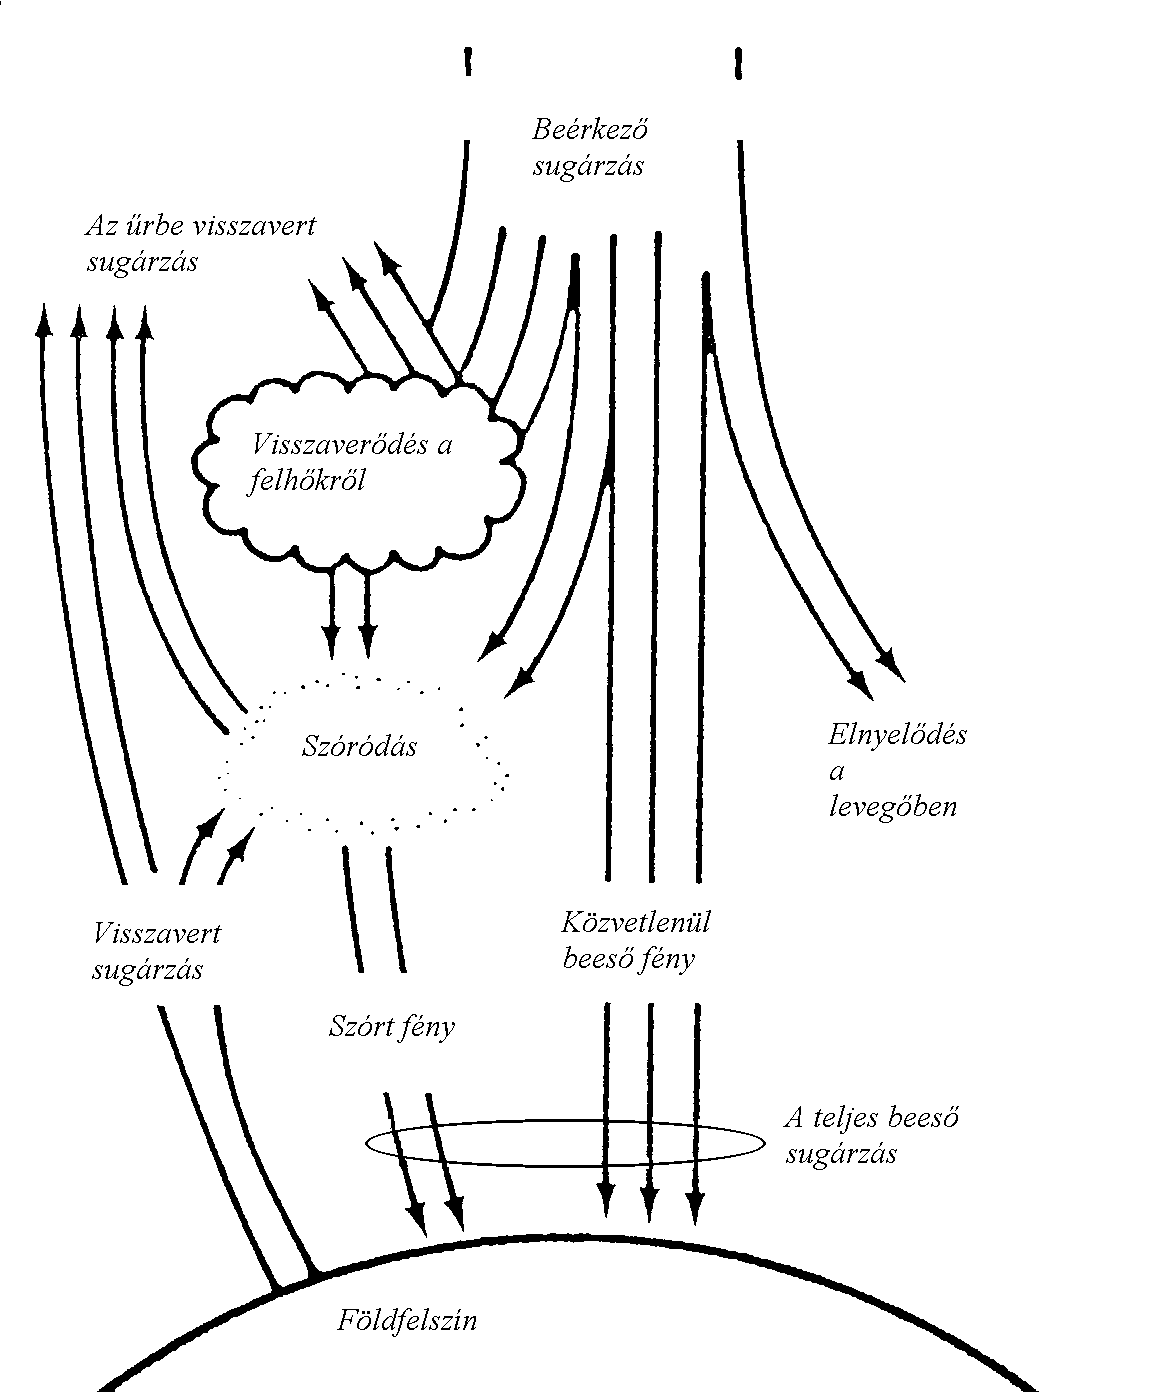 Beérkező
sugárzás
Az űrbe visszavert
sugárzás
Visszaverődés a
felhőkről
Szóródás
Elnyelődés
a
levegőben
Visszavert
sugárzás
Közvetlenül
beeső fény
Szórt fény
A teljes beeső
sugárzás
Földfelszín